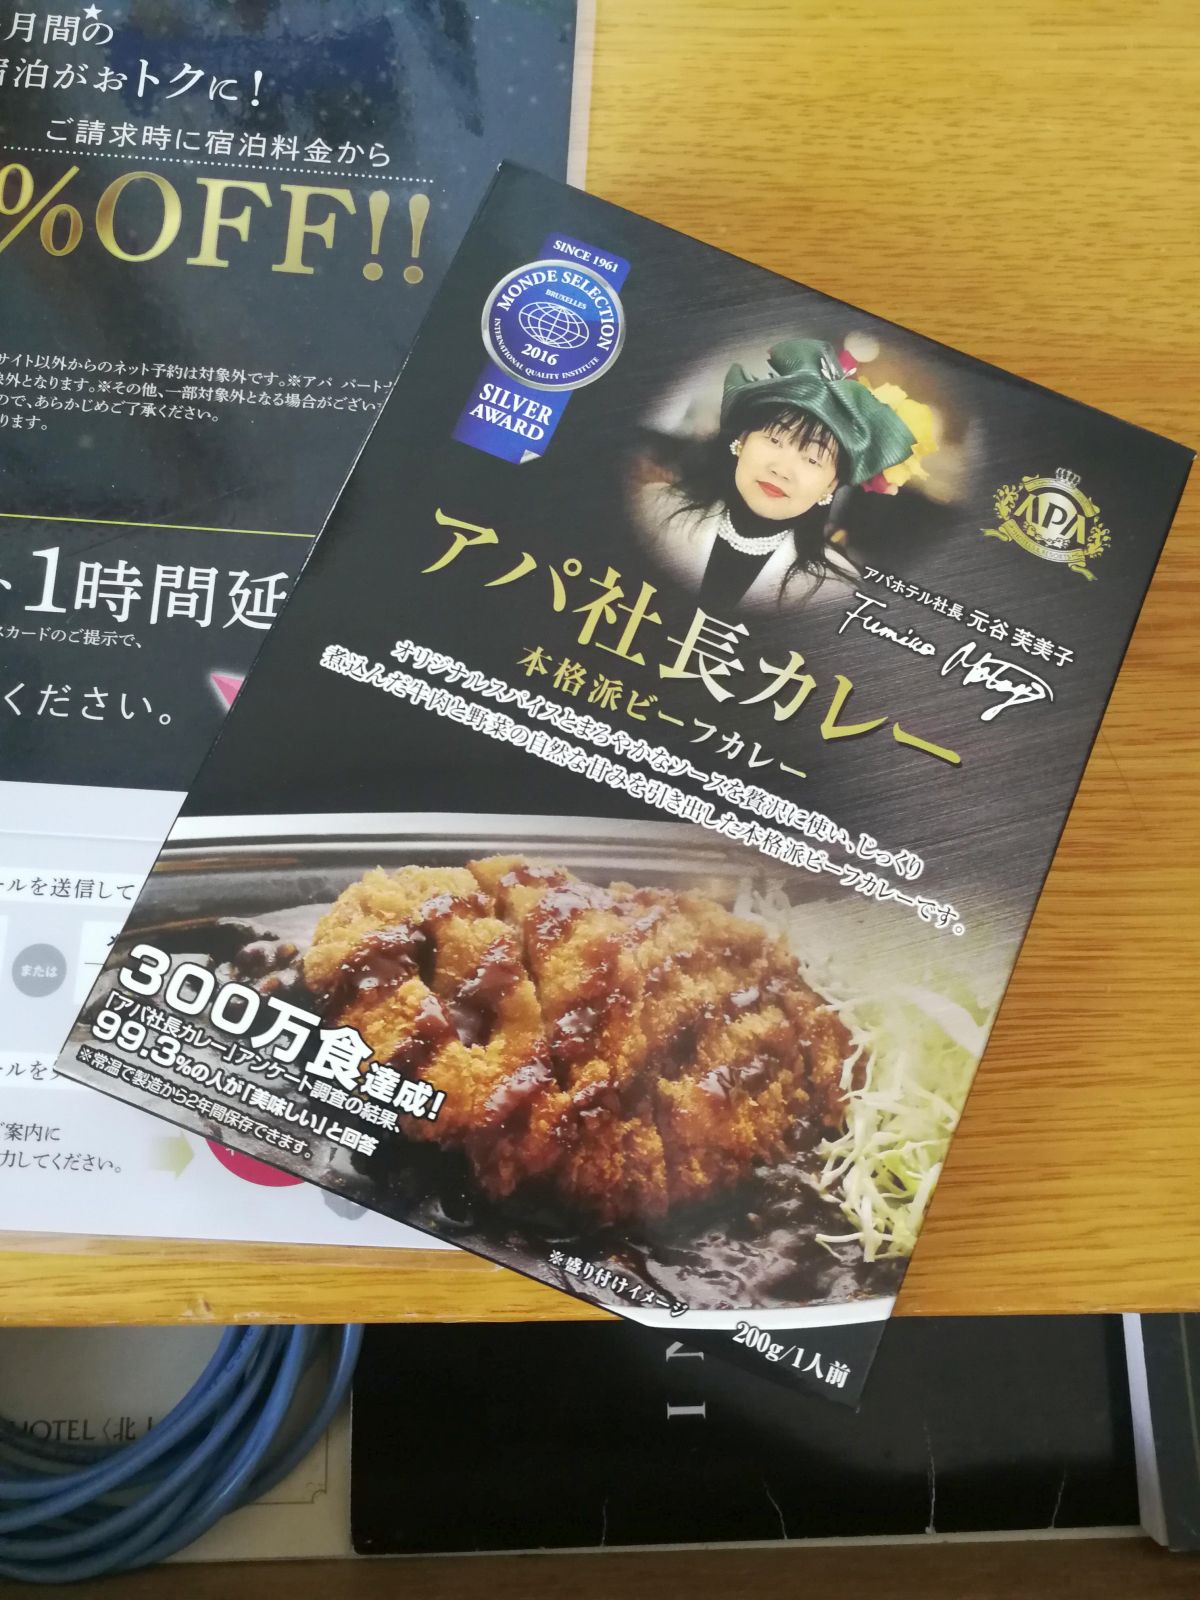 月間の
宿泊がおトクに!
ご請求時に宿泊料金から
%OFF!!
サイト以外からのネット予約は対象外です。※アパ パートナ
象外となります。※その他、一部対象外となる場合がござい
ので、あらかじめご了承ください。
ります。
1時間延
スカードのご提示で、
ください。
ールを送信して
または
ールを
ご案内に
力してください。
SINCE 1961
MONDE SELECTION
BRUXELLES
2016
INTERNATIONAL QUALITY INSTITUTE
SILVER
AWARD
APA
アパホテル社長 元谷 芙美子
Fumiko Motoya
アパ社長カレー
本格派ビーフカレー
オリジナルスパイスとまろやかなソースを贅沢に使い、じっくり
煮込んだ牛肉と野菜の自然な甘みを引き出した本格派ビーフカレーです。
300万食達成!
「アパ社長カレー」アンケート調査の結果、
99.3%の人が「美味しい」と回答
※常温で製造から2年間保存できます。
※盛り付けイメージ
200g/1人前
HOTEL〈北上
IN